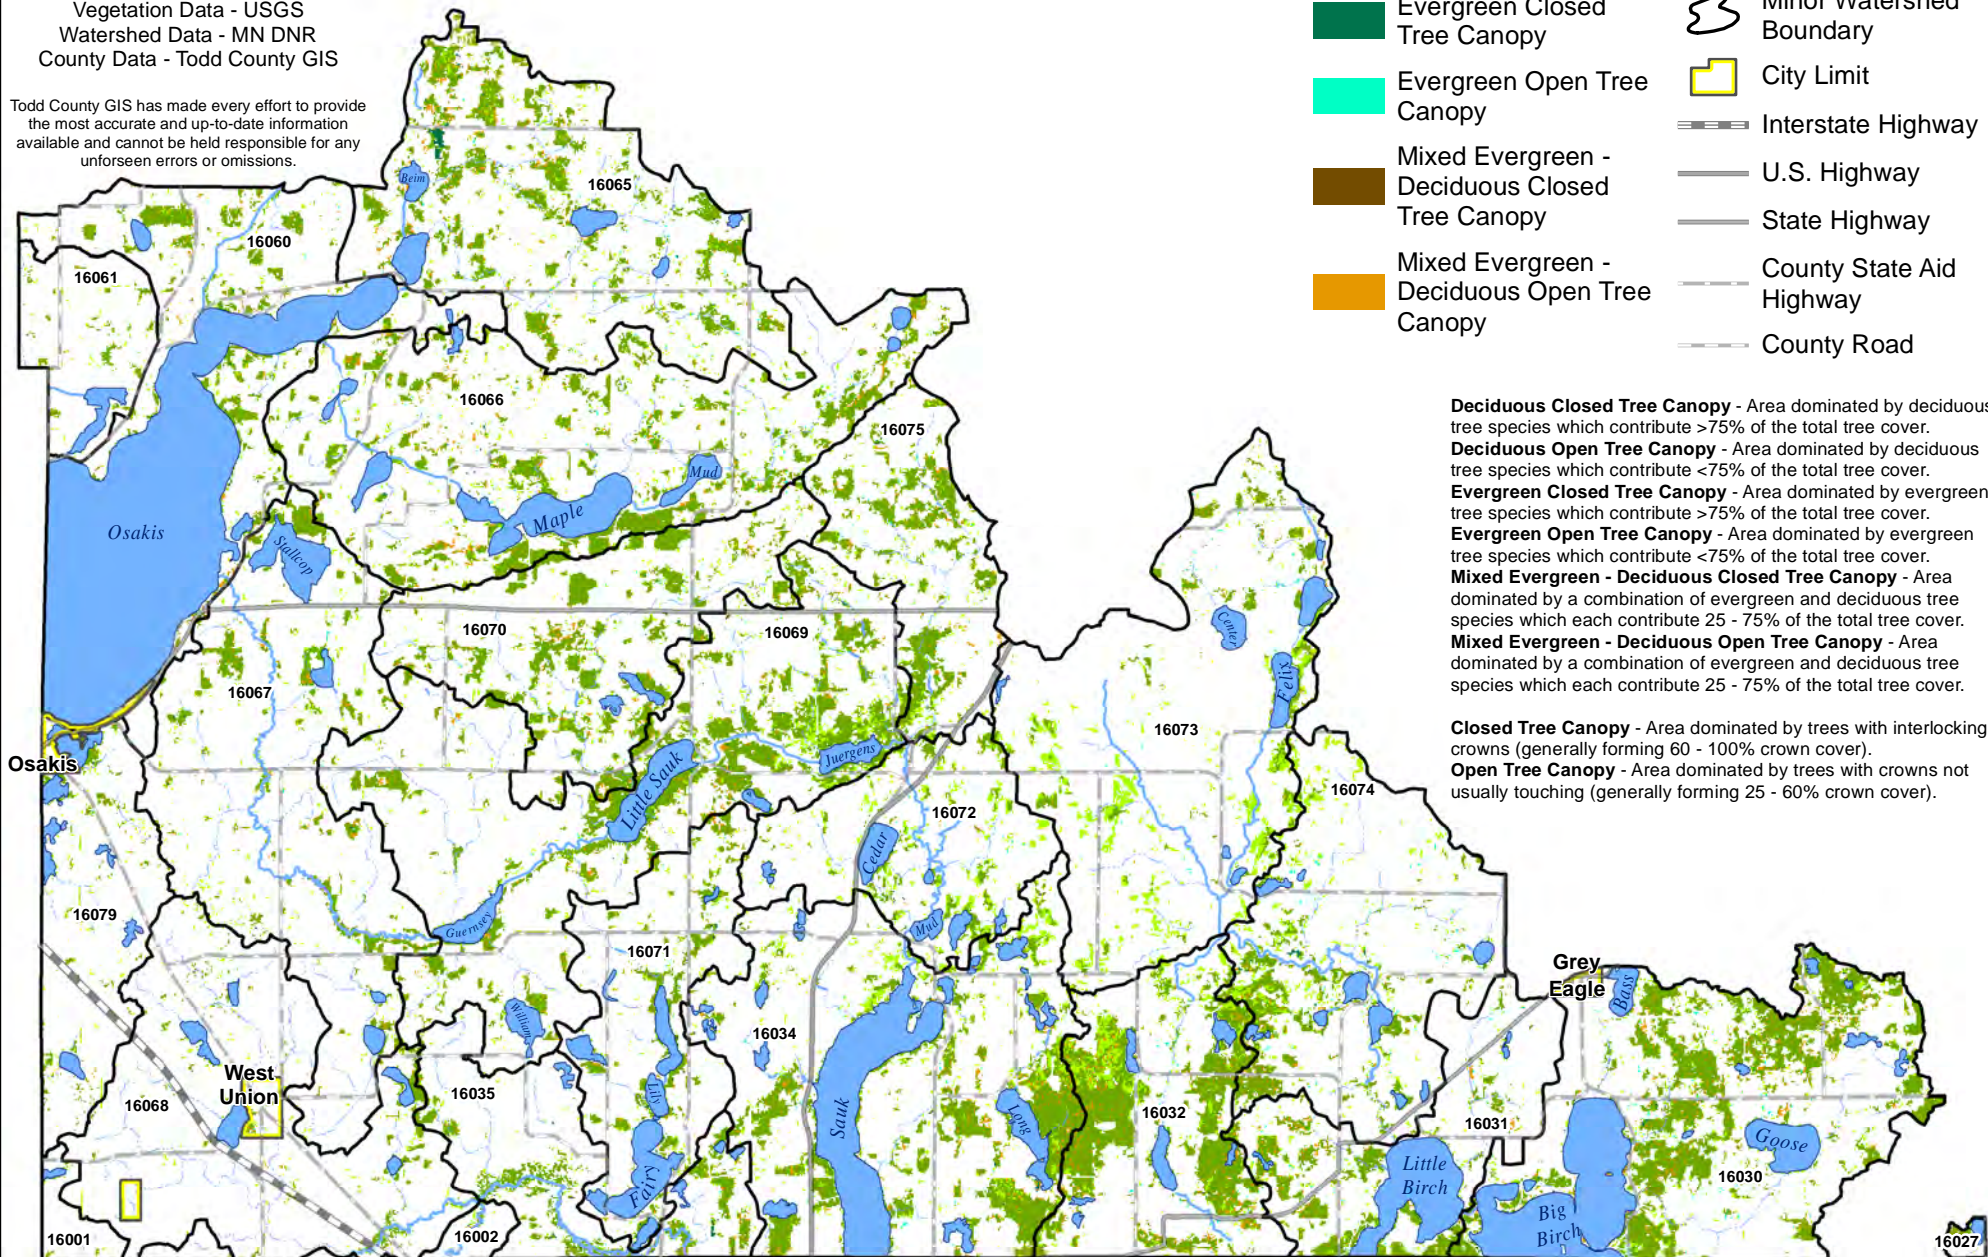 Vegetation Data - USGS
Watershed Data - MN DNR
County Data - Todd County GIS
Todd County GIS has made every effort to provide
the most accurate and up-to-date information
available and cannot be held responsible for any
unforseen errors or omissions.
Evergreen Closed
Tree Canopy
Evergreen Open Tree
Canopy
Mixed Evergreen -
Deciduous Closed
Tree Canopy
Mixed Evergreen -
Deciduous Open Tree
Canopy
Minor Watershed
Boundary
City Limit
Interstate Highway
U.S. Highway
State Highway
County State Aid
Highway
County Road
Deciduous Closed Tree Canopy - Area dominated by deciduous
tree species which contribute >75% of the total tree cover.
Deciduous Open Tree Canopy - Area dominated by deciduous
tree species which contribute <75% of the total tree cover.
Evergreen Closed Tree Canopy - Area dominated by evergreen
tree species which contribute >75% of the total tree cover.
Evergreen Open Tree Canopy - Area dominated by evergreen
tree species which contribute <75% of the total tree cover.
Mixed Evergreen - Deciduous Closed Tree Canopy - Area
dominated by a combination of evergreen and deciduous tree
species which each contribute 25 - 75% of the total tree cover.
Mixed Evergreen - Deciduous Open Tree Canopy - Area
dominated by a combination of evergreen and deciduous tree
species which each contribute 25 - 75% of the total tree cover.
Closed Tree Canopy - Area dominated by trees with interlocking
crowns (generally forming 60 - 100% crown cover).
Open Tree Canopy - Area dominated by trees with crowns not
usually touching (generally forming 25 - 60% crown cover).
Beim
16065
16060
16061
16066
16075
Mud
Maple
Osakis
Stallcop
Center
16070
16069
Felix
16067
16073
Juergens
Osakis
Little Sauk
16074
16072
Cedar
16079
Guernsey
Mud
16071
Grey
Eagle
Bass
William
16034
West
Union
16035
Lily
16068
Long
16032
16031
Sauk
Goose
Little
Birch
16030
Fairy
Big
Birch
16001
16002
16027